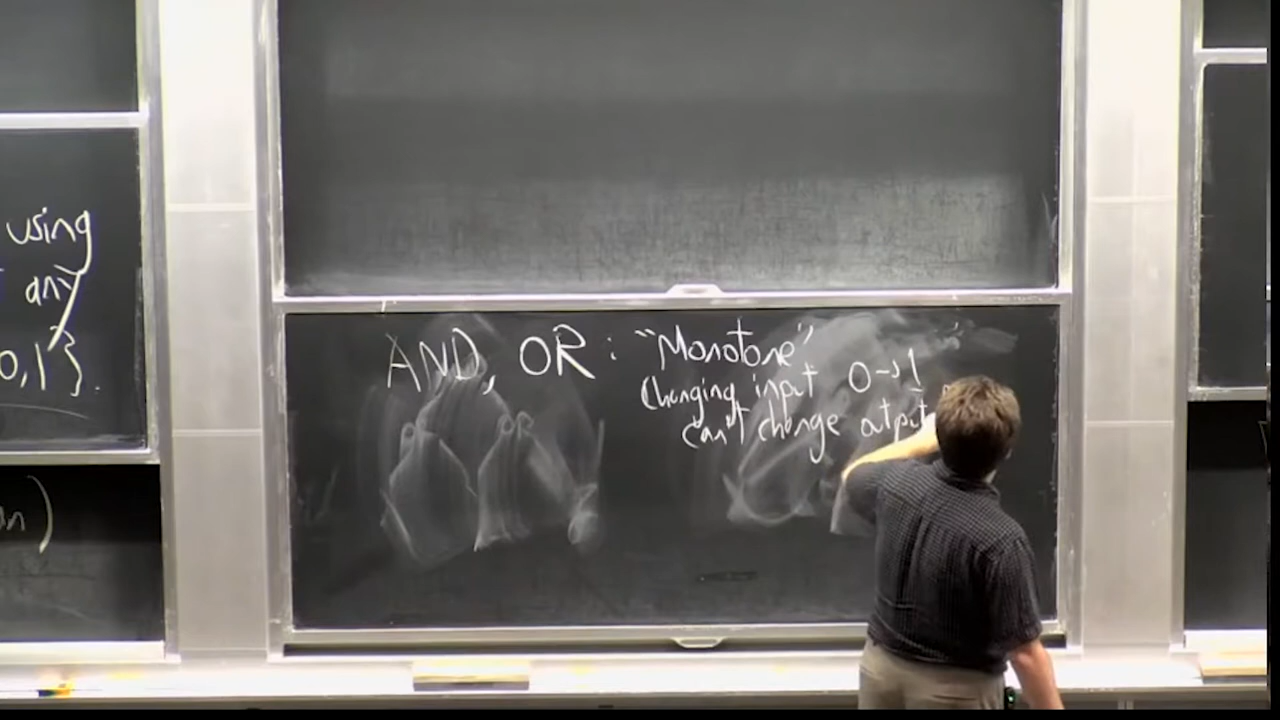 using
any
0,1}.
AND, OR : "Monotone"
Changing input 0→1
can't change output